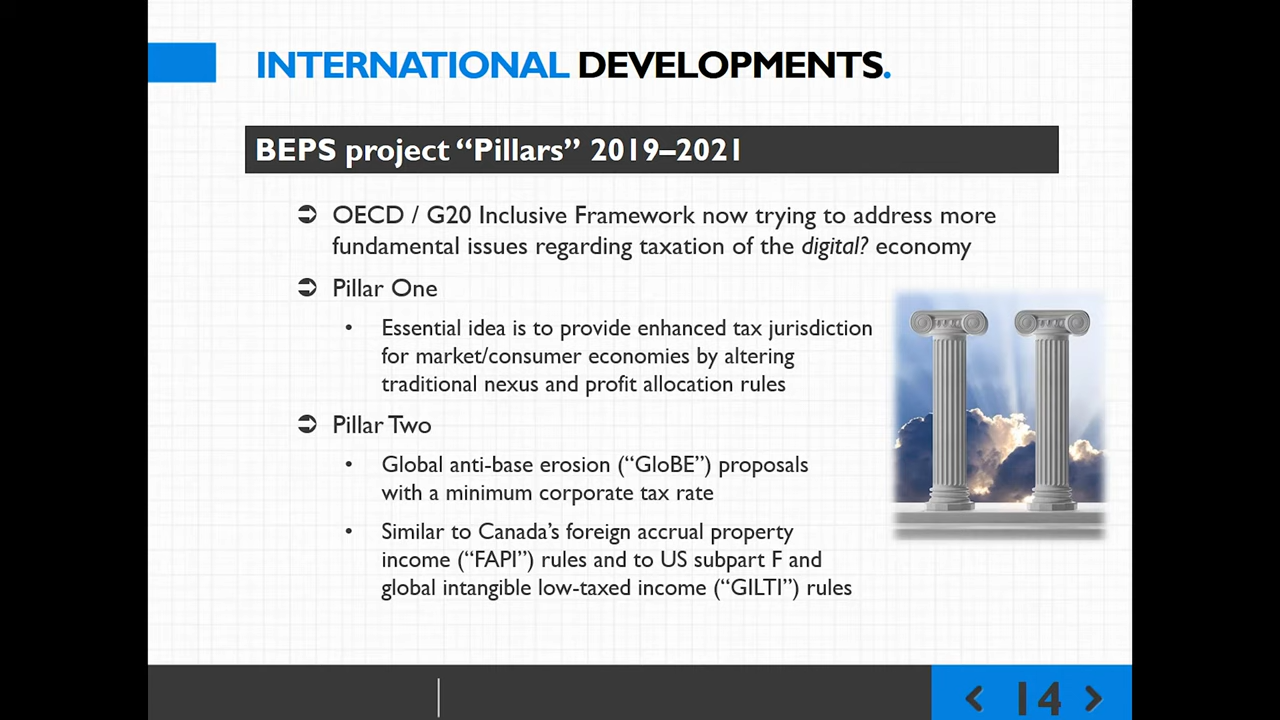 INTERNATIONAL DEVELOPMENTS.
BEPS project “Pillars” 2019–2021
OECD / G20 Inclusive Framework now trying to address more
fundamental issues regarding taxation of the digital? economy
Pillar One
• Essential idea is to provide enhanced tax jurisdiction
for market/consumer economies by altering
traditional nexus and profit allocation rules
Pillar Two
• Global anti-base erosion (“GloBE”) proposals
with a minimum corporate tax rate
• Similar to Canada’s foreign accrual property
income (“FAPI”) rules and to US subpart F and
global intangible low-taxed income (“GILTI”) rules
< 14 >